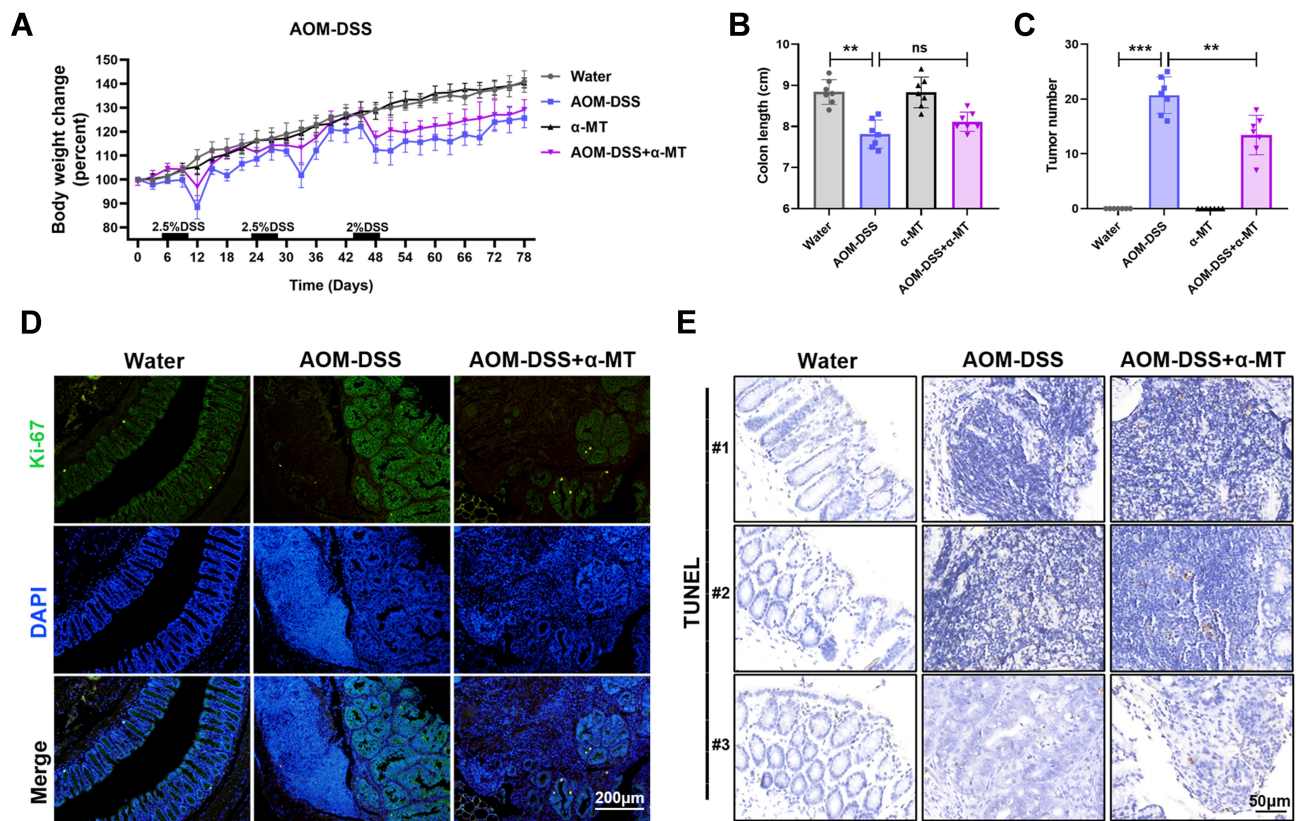 A
AOM-DSS
Body weight change
(percent)
150
140
130
120
110
100
90
80
2.5%DSS
2.5%DSS
2%DSS
0 6 12 18 24 30 36 42 48 54 60 66 72 78
Time (Days)
Water
AOM-DSS
α-MT
AOM-DSS+α-MT
B
Colon length (cm)
10
9
8
7
6
** ns
Water AOM-DSS α-MT AOM-DSS+α-MT
C
Tumor number
30
20
10
0
*** **
Water AOM-DSS α-MT AOM-DSS+α-MT
D
Water AOM-DSS AOM-DSS+α-MT
Ki-67
DAPI
Merge
200μm
E
Water AOM-DSS AOM-DSS+α-MT
TUNEL
#1
#2
#3
50μm